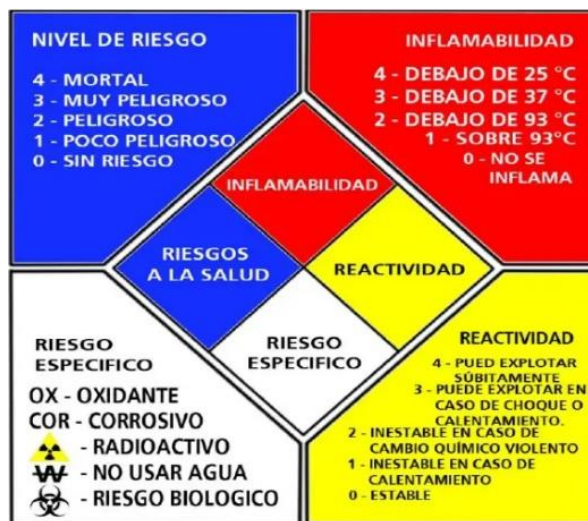 NIVEL DE RIESGO
4 - MORTAL
3 - MUY PELIGROSO
2 - PELIGROSO
1 - POCO PELIGROSO
0 - SIN RIESGO
INFLAMABILIDAD
4 - DEBAJO DE 25 °C
3 - DEBAJO DE 37 °C
2 - DEBAJO DE 93 °C
1 - SOBRE 93°C
0 - NO SE
INFLAMA
INFLAMABILIDAD
RIESGOS
A LA SALUD
REACTIVIDAD
RIESGO
ESPECIFICO
RIESGO
ESPECIFICO
OX - OXIDANTE
COR - CORROSIVO
- RADIOACTIVO
W - NO USAR AGUA
- RIESGO BIOLOGICO
REACTIVIDAD
4 - PUED EXPLOTAR
SÚBITAMENTE
3 - PUEDE EXPLOTAR EN
CASO DE CHOQUE O
CALENTAMIENTO.
2 - INESTABLE EN CASO DE
CAMBIO QUÍMICO VIOLENTO
1 - INESTABLE EN CASO DE
CALENTAMIENTO
0 - ESTABLE